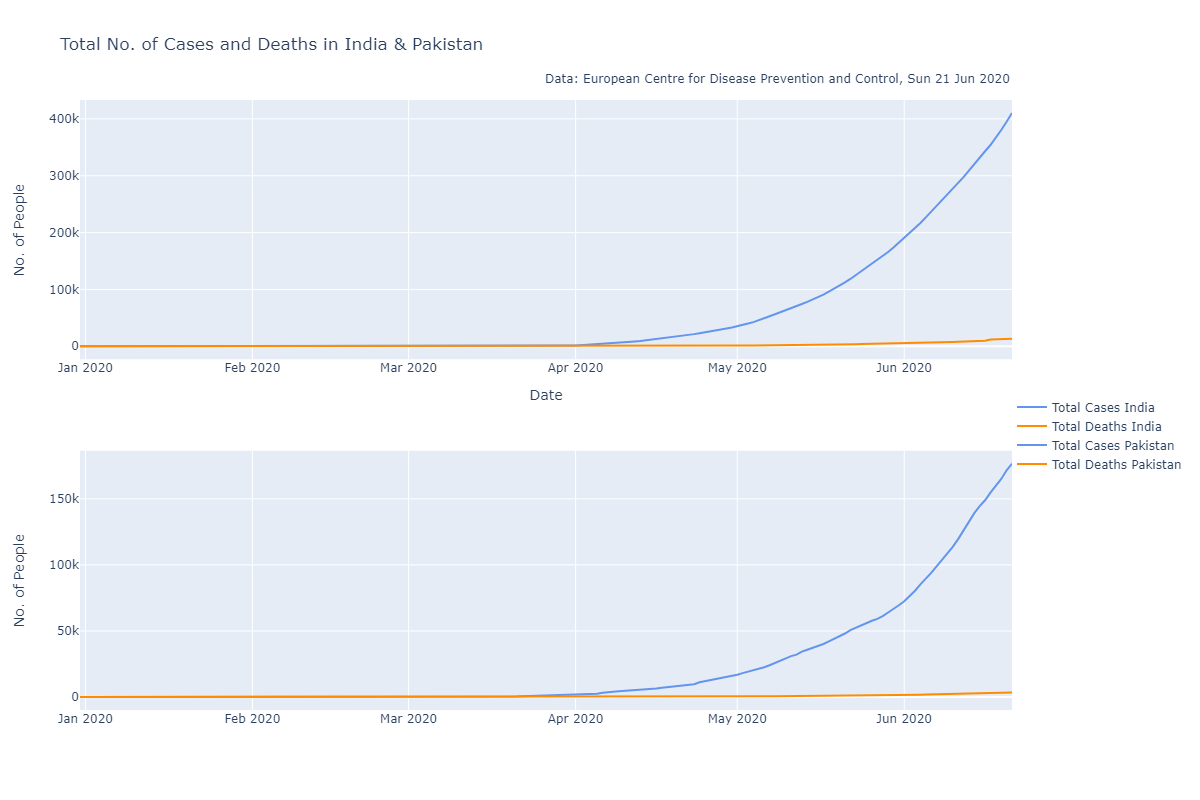 Total No. of Cases and Deaths in India & Pakistan
Data: European Centre for Disease Prevention and Control, Sun 21 Jun 2020
No. of People
400k
300k
200k
100k
0
Jan 2020 Feb 2020 Mar 2020 Apr 2020 May 2020 Jun 2020
Date
Total Cases India
Total Deaths India
Total Cases Pakistan
Total Deaths Pakistan
No. of People
150k
100k
50k
0
Jan 2020 Feb 2020 Mar 2020 Apr 2020 May 2020 Jun 2020